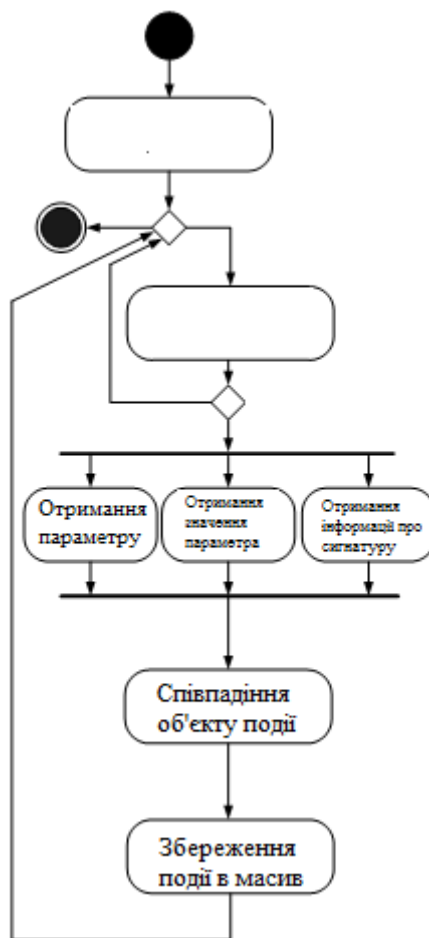 Отримання
параметру
Отримання
значення
параметра
Отримання
інформації про
сигнатуру
Співпадіння
об'єкту події
Збереження
події в масив